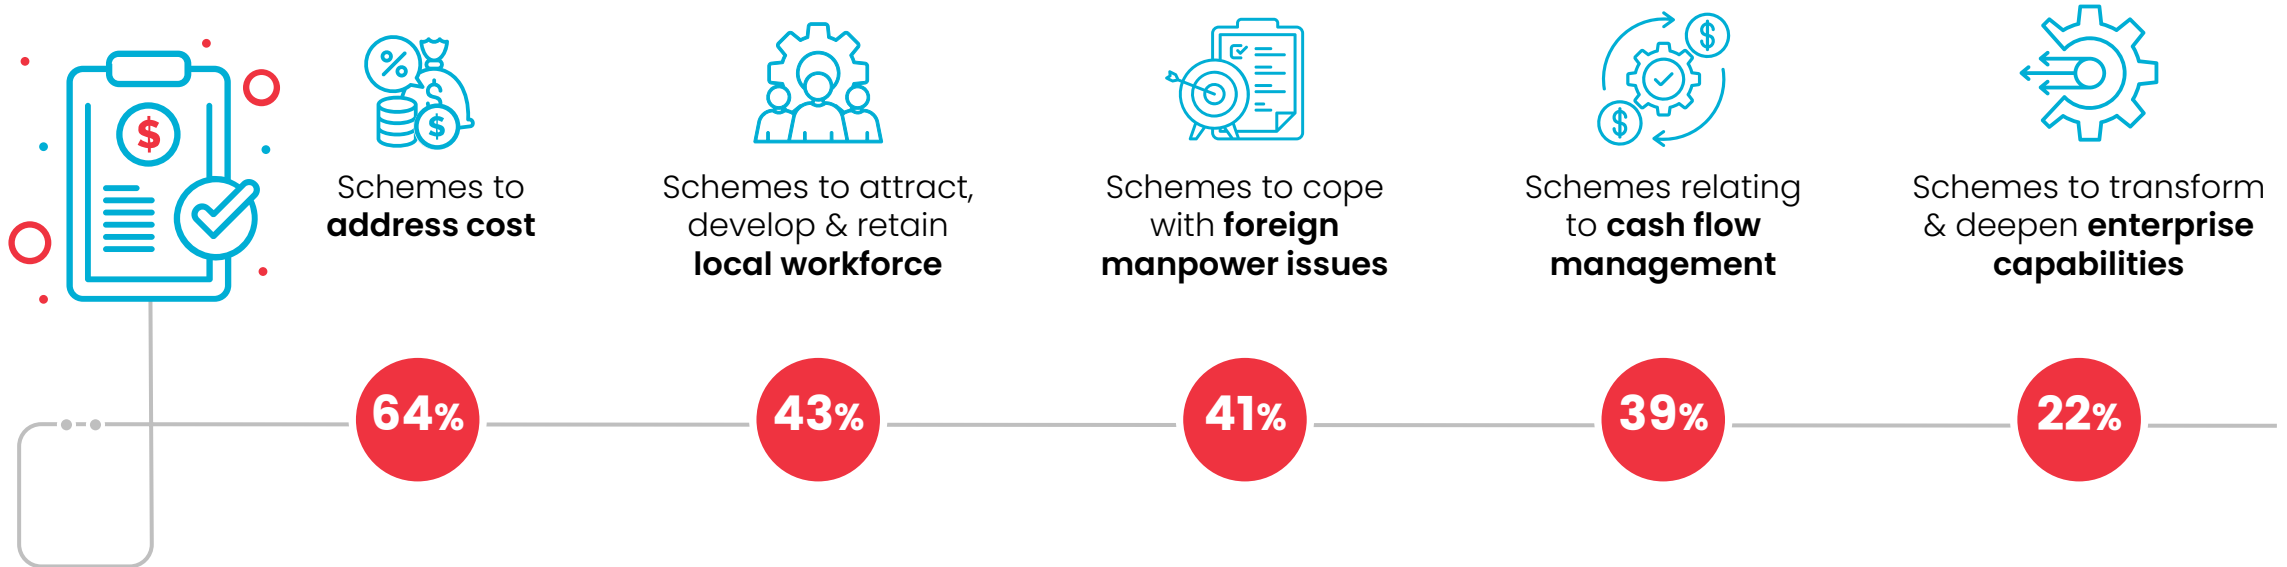 Schemes to
address cost
Schemes to attract,
develop & retain
local workforce
Schemes to cope
with foreign
manpower issues
Schemes relating
to cash flow
management
Schemes to transform
& deepen enterprise
capabilities
64%
43%
41%
39%
22%